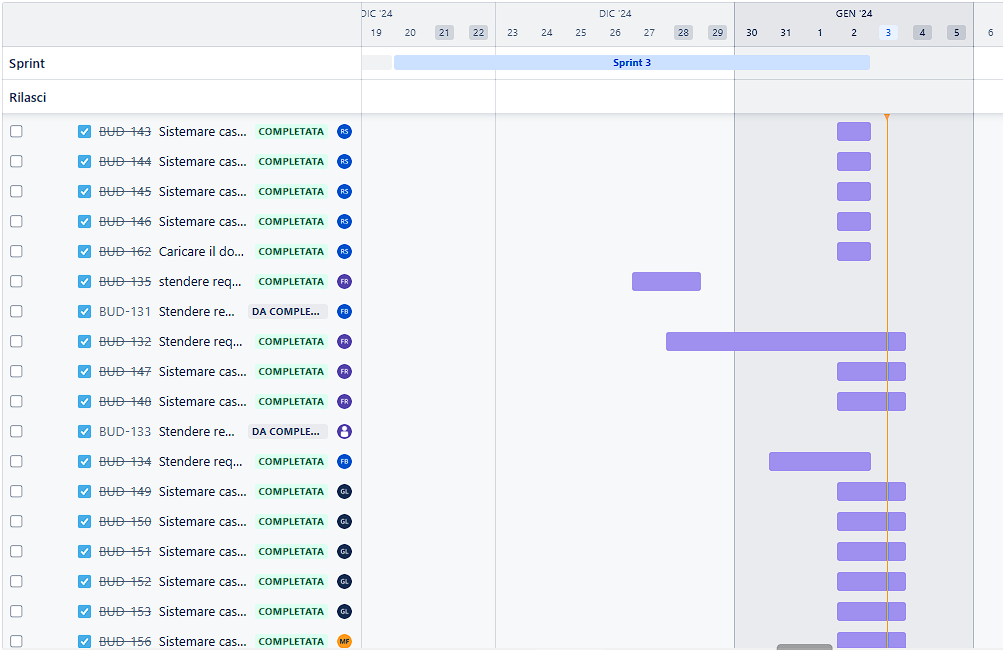 DIC '24 DIC '24 GEN '24
19 20 21 22 23 24 25 26 27 28 29 30 31 1 2 3 4 5 6
Sprint Sprint 3
Rilasci
BUD-143 Sistemare cas... COMPLETATA RS
BUD-144 Sistemare cas... COMPLETATA RS
BUD-145 Sistemare cas... COMPLETATA RS
BUD-146 Sistemare cas... COMPLETATA RS
BUD-162 Caricare il do... COMPLETATA RS
BUD-135 stendere req... COMPLETATA FR
BUD-131 Stendere re... DA COMPLE... FB
BUD-132 Stendere req... COMPLETATA FR
BUD-147 Sistemare cas... COMPLETATA FR
BUD-148 Sistemare cas... COMPLETATA FR
BUD-133 Stendere re... DA COMPLE...
BUD-134 Stendere req... COMPLETATA FB
BUD-149 Sistemare cas... COMPLETATA GL
BUD-150 Sistemare cas... COMPLETATA GL
BUD-151 Sistemare cas... COMPLETATA GL
BUD-152 Sistemare cas... COMPLETATA GL
BUD-153 Sistemare cas... COMPLETATA GL
BUD-156 Sistemare cas... COMPLETATA MF